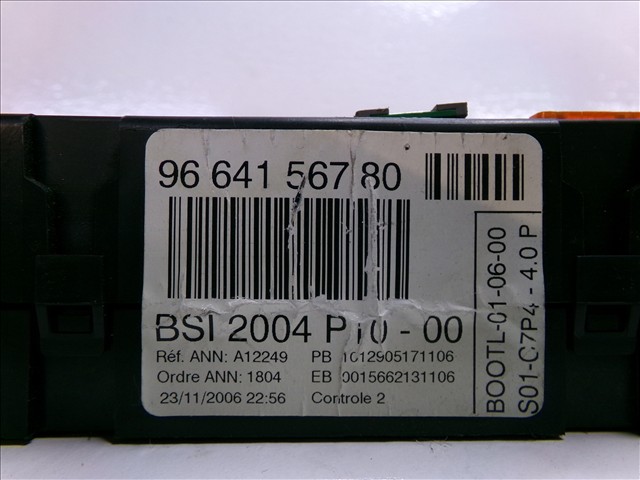 96 641 567 80
BSI 2004 P10 - 00
Réf. ANN: A12249 PB 1012905171106
Ordre ANN: 1804 EB 0015662131106
23/11/2006 22:56 Controle 2
BOOTL-01-06-00
S01-C7P4 - 4.0 P